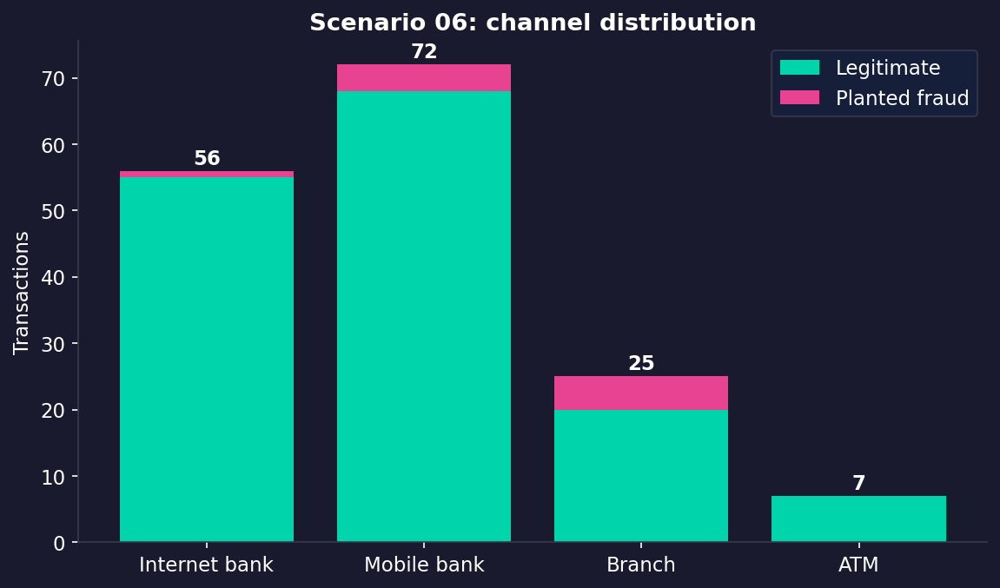 Scenario 06: channel distribution
Legitimate
Planted fraud
Transactions
70
60
50
40
30
20
10
0
56
72
25
7
Internet bank
Mobile bank
Branch
ATM